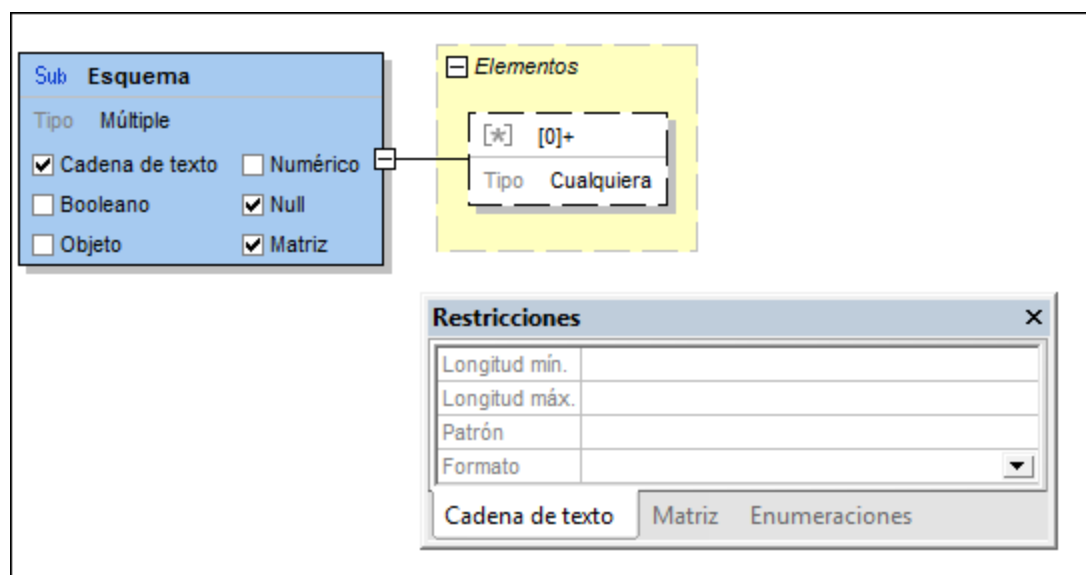 Sub Esquema
Tipo Múltiple
Cadena de texto Numérico
Booleano Null
Objeto Matriz
Elementos
[*] [0]+
Tipo Cualquiera
Restricciones
Longitud mín.
Longitud máx.
Patrón
Formato
Cadena de texto Matriz Enumeraciones